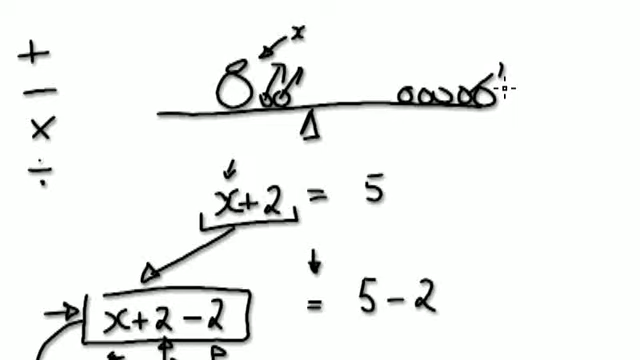 +
−
×
÷
x
x+2 = 5
x+2−2 = 5−2